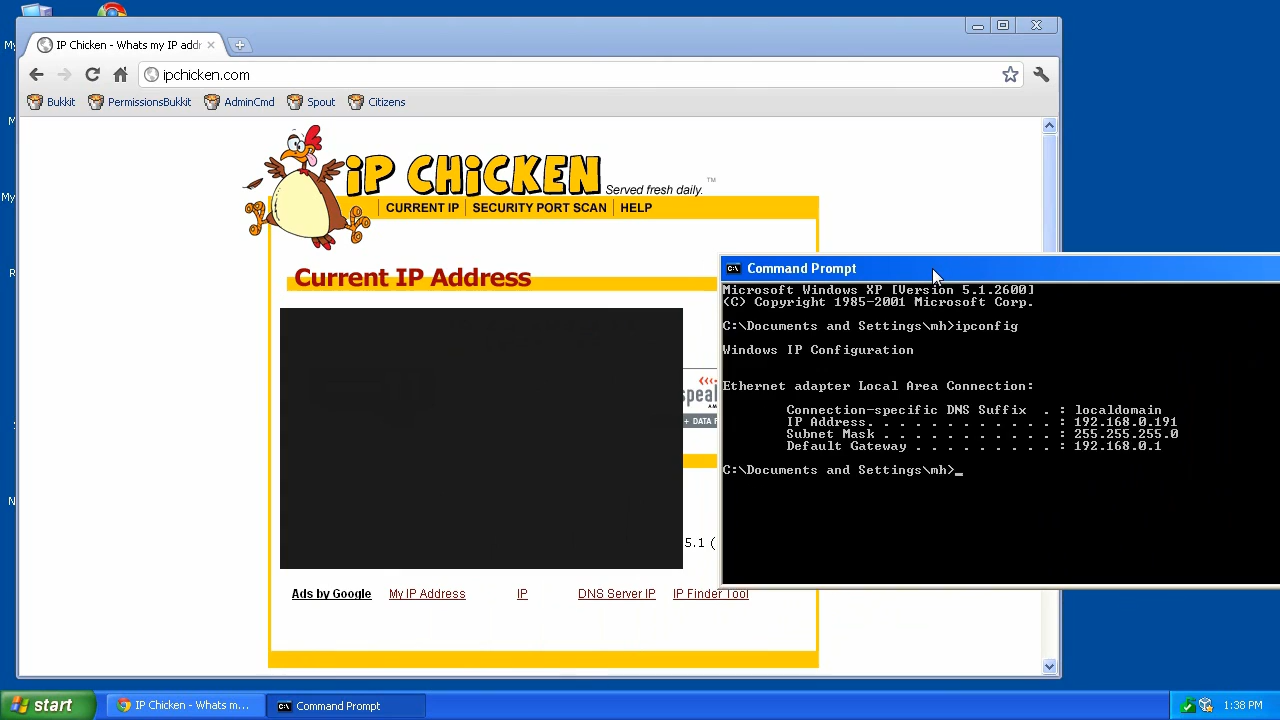 IP Chicken - Whats my IP addr
ipchicken.com
Bukkit PermissionsBukkit AdminCmd Spout Citizens
iP CHiCKEN Served fresh daily. TM
CURRENT IP SECURITY PORT SCAN HELP
Current IP Address
speal
+ DATA
5.1 (
Ads by Google My IP Address IP DNS Server IP IP Finder Tool
Command Prompt
Microsoft Windows XP [Version 5.1.2600]
(C) Copyright 1985-2001 Microsoft Corp.
C:\Documents and Settings\mh>ipconfig
Windows IP Configuration
Ethernet adapter Local Area Connection:
Connection-specific DNS Suffix . : localdomain
IP Address. . . . . . . . . . . . : 192.168.0.191
Subnet Mask . . . . . . . . . . . : 255.255.255.0
Default Gateway . . . . . . . . . : 192.168.0.1
C:\Documents and Settings\mh>_
start IP Chicken - Whats m... Command Prompt 1:38 PM